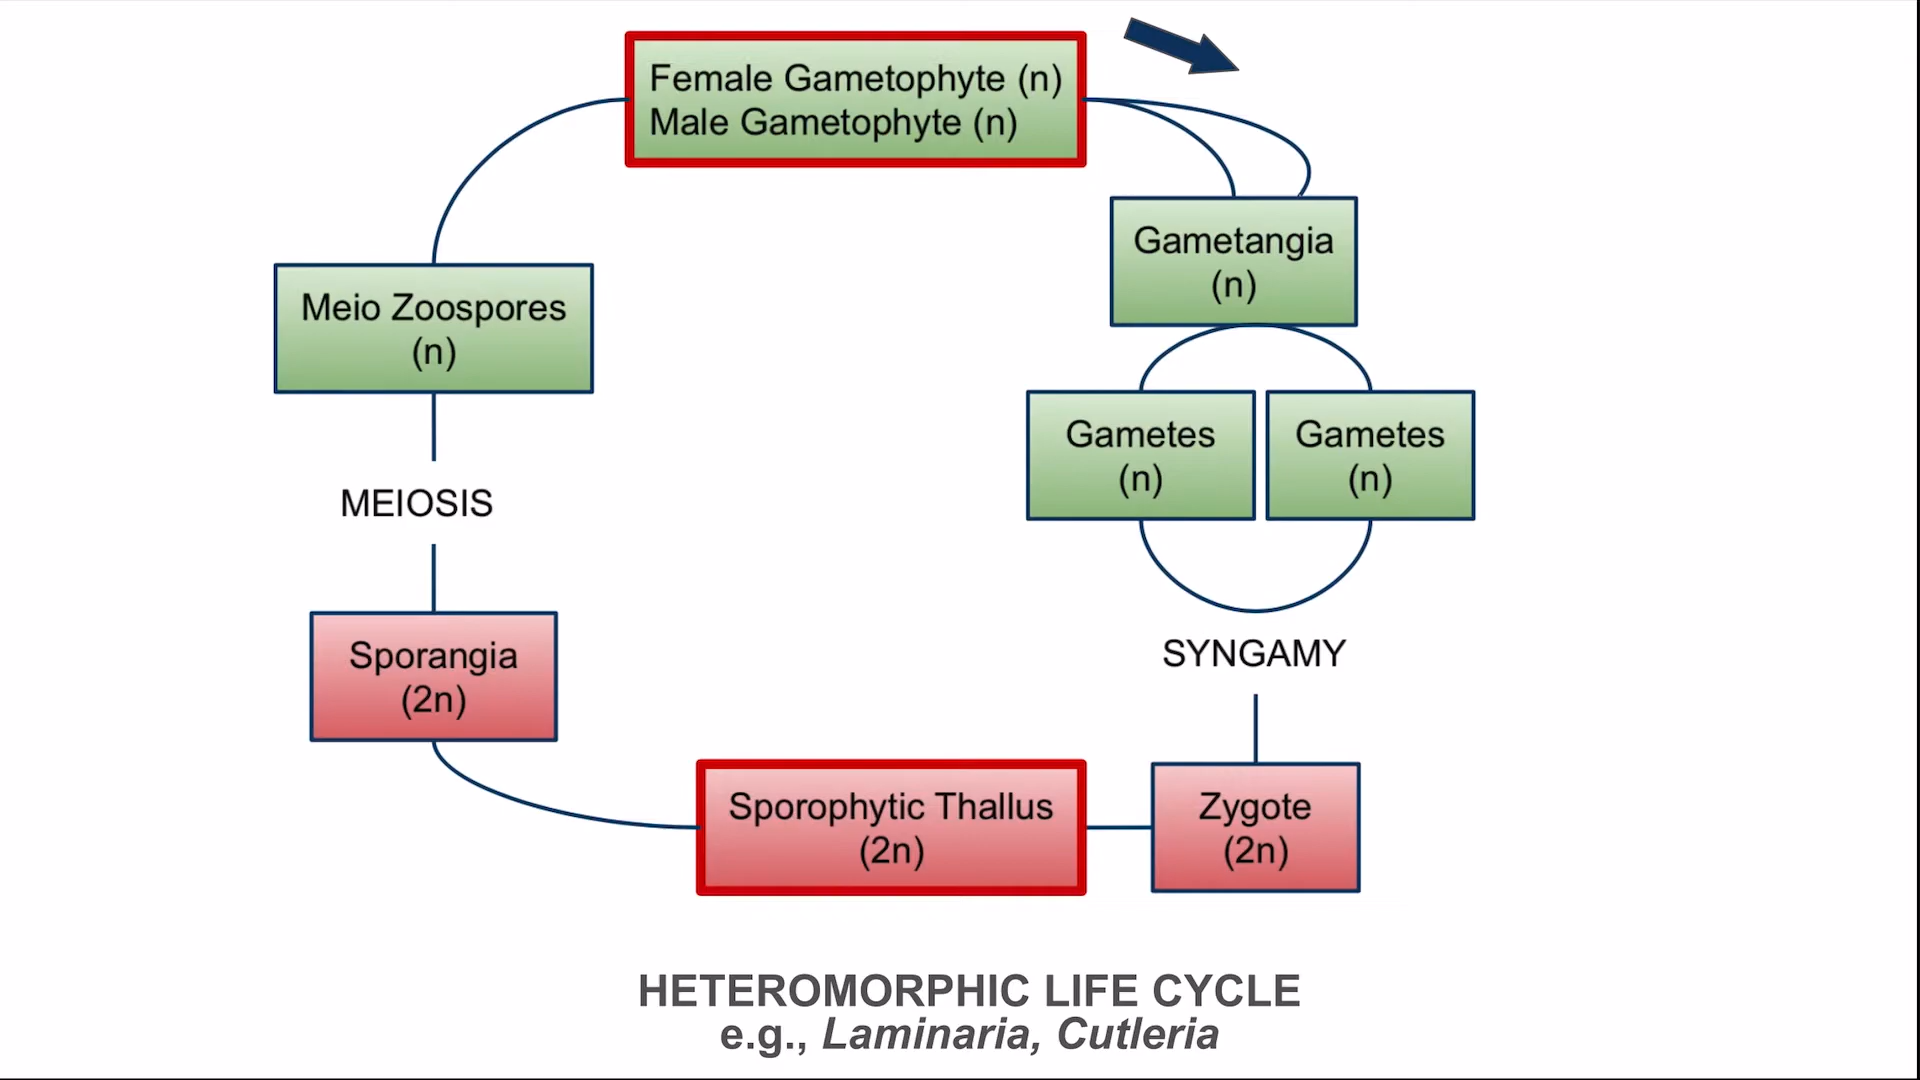 Female Gametophyte (n)
Male Gametophyte (n)
Gametangia
(n)
Meio Zoospores
(n)
Gametes
(n)
Gametes
(n)
MEIOSIS
SYNGAMY
Sporangia
(2n)
Sporophytic Thallus
(2n)
Zygote
(2n)
HETEROMORPHIC LIFE CYCLE
e.g., Laminaria, Cutleria